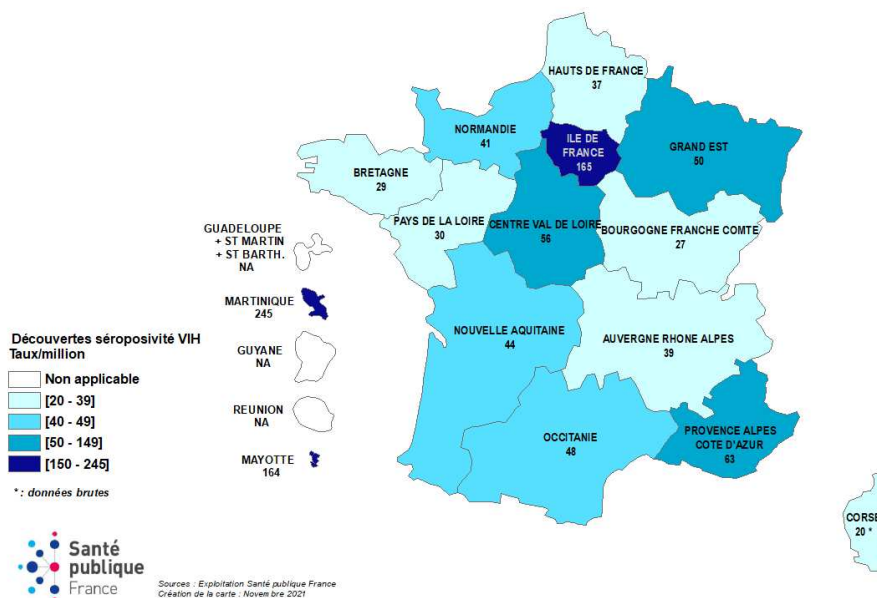 HAUTS DE FRANCE
37
NORMANDIE
41
ILE DE
FRANCE
165
GRAND EST
50
BRETAGNE
29
PAYS DE LA LOIRE
30
CENTRE VAL DE LOIRE
56
BOURGOGNE FRANCHE COMTE
27
GUADELOUPE
+ ST MARTIN
+ ST BARTH.
NA
MARTINIQUE
245
GUYANE
NA
REUNION
NA
MAYOTTE
164
NOUVELLE AQUITAINE
44
AUVERGNE RHONE ALPES
39
OCCITANIE
48
PROVENCE ALPES
COTE D'AZUR
63
CORSE
20 *
Découvertes séroposivité VIH
Taux/million
Non applicable
[20 - 39]
[40 - 49]
[50 - 149]
[150 - 245]
* : données brutes
Santé
publique
France
Sources : Exploitation Santé publique France
Création de la carte : Novembre 2021